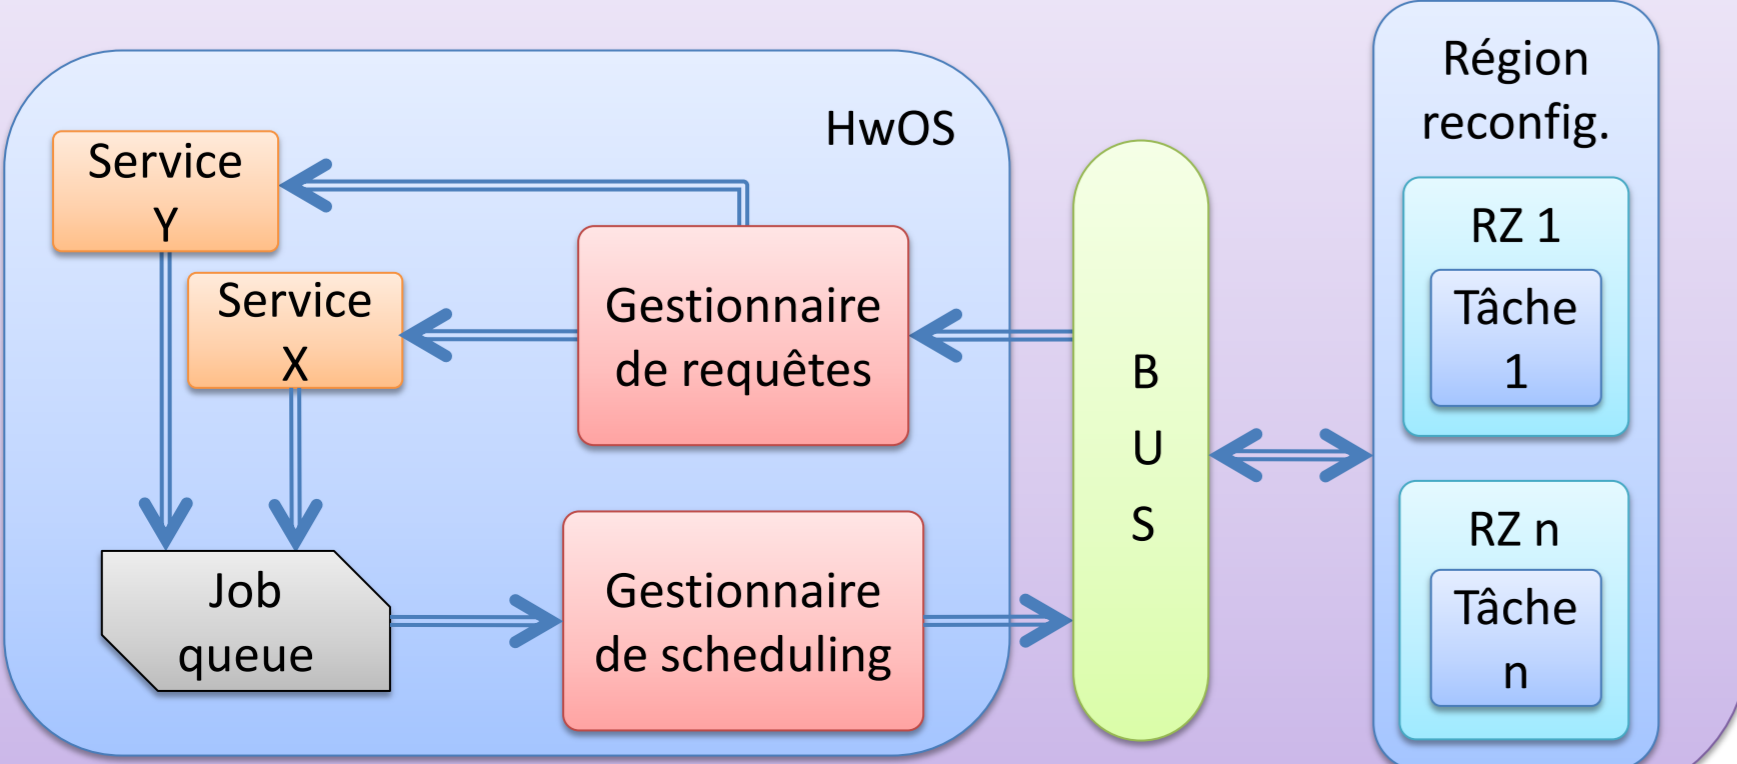 HwOS
Service
Y
Service
X
Gestionnaire
de requêtes
Job
queue
Gestionnaire
de scheduling
B
U
S
Région
reconfig.
RZ 1
Tâche
1
RZ n
Tâche
n